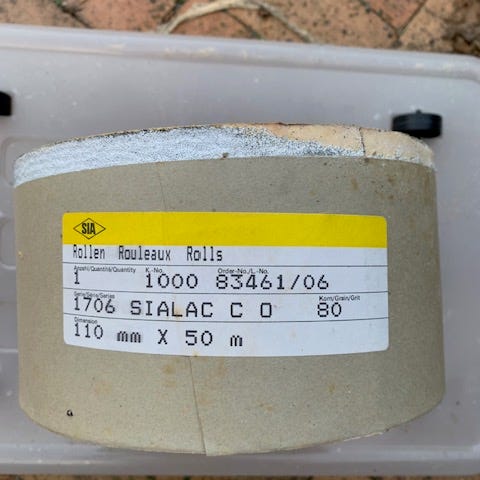 SIA
Rollen Rouleaux Rolls
Anzahl/Quantité/Quantity K.-No. Order-No./L.-No.
1 1000 83461/06
Serie/Série/Series Korn/Grain/Grit
1706 SIALAC C O 80
Dimension
110 mm X 50 m